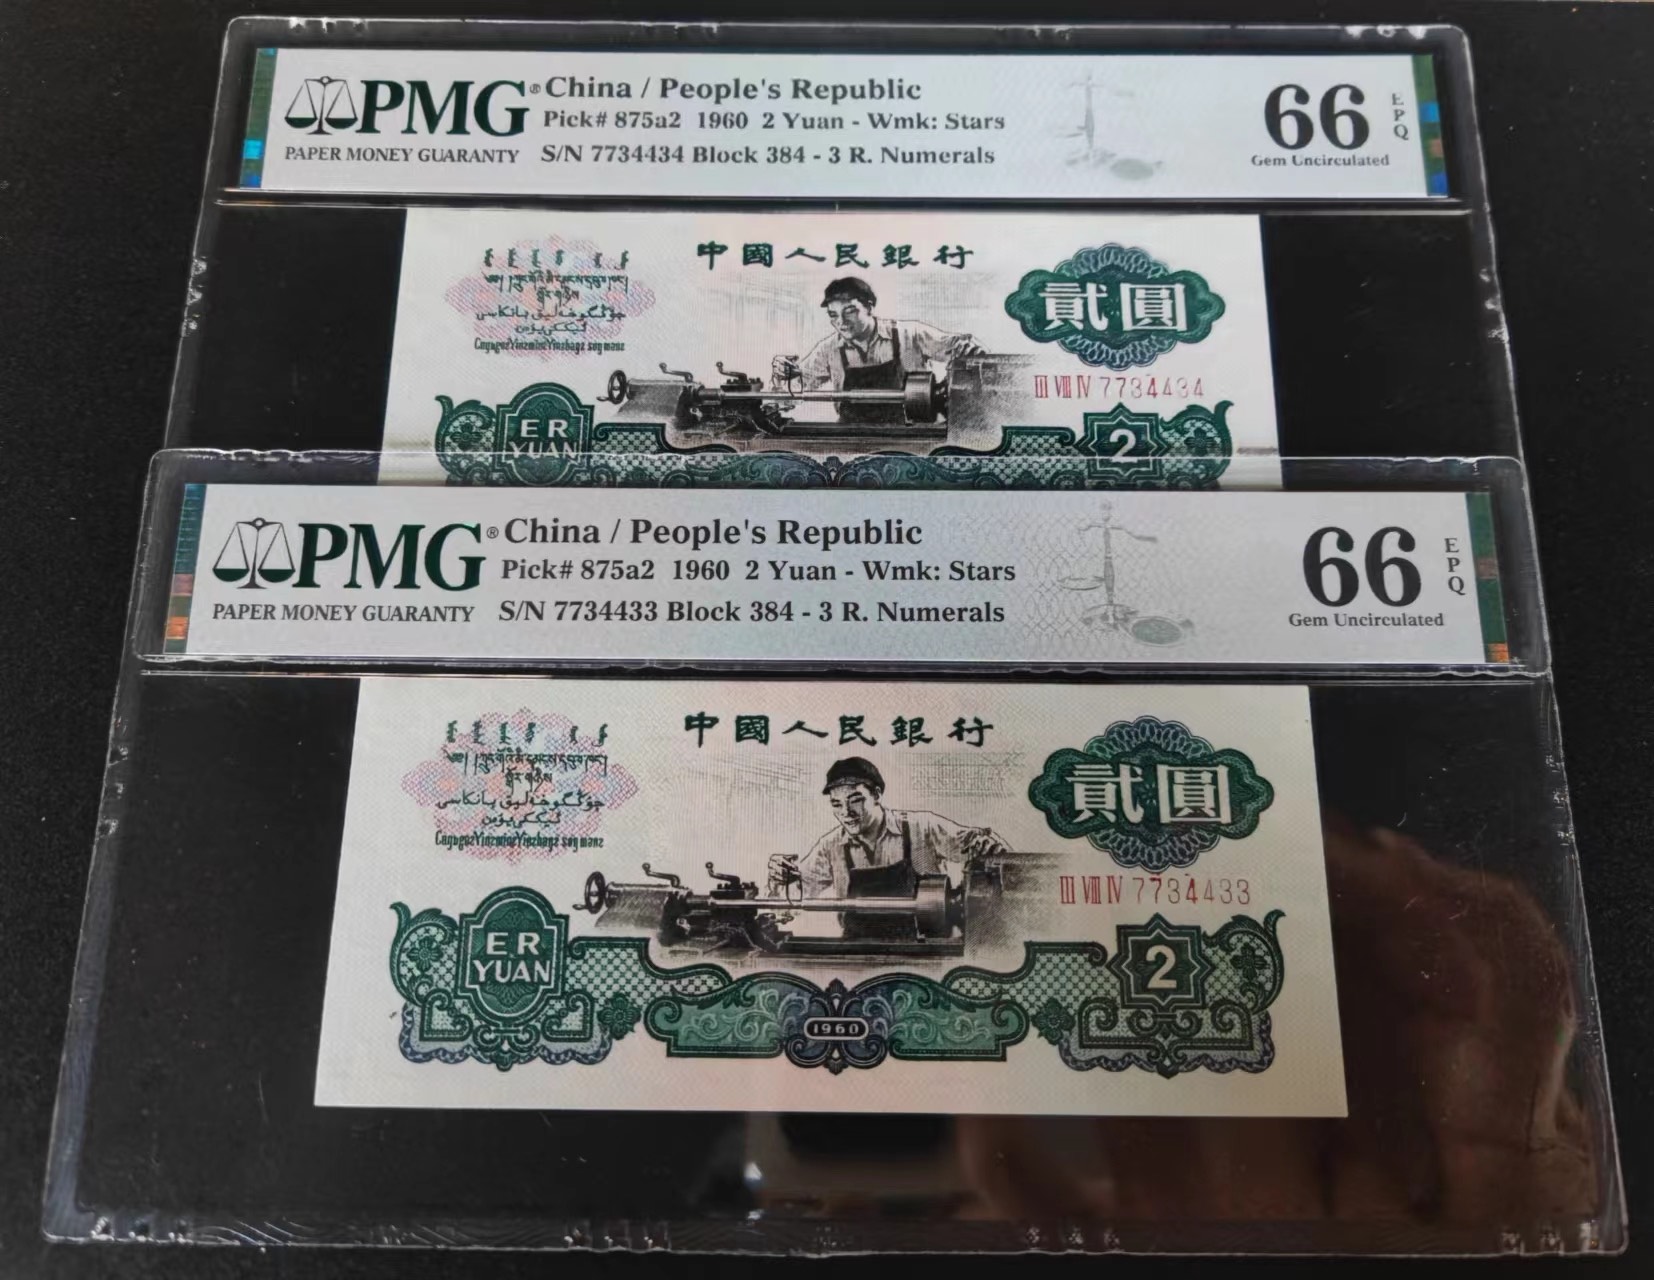 PMG® China / People's Republic
Pick# 875a2 1960 2 Yuan - Wmk: Stars
PAPER MONEY GUARANTY S/N 7734434 Block 384 - 3 R. Numerals
66 EPQ
Gem Uncirculated
中國人民銀行
貳圓
III VIII IV 7734434
ER
YUAN
2
PMG® China / People's Republic
Pick# 875a2 1960 2 Yuan - Wmk: Stars
PAPER MONEY GUARANTY S/N 7734433 Block 384 - 3 R. Numerals
66 EPQ
Gem Uncirculated
中國人民銀行
貳圓
III VIII IV 7734433
ER
YUAN
2
1960